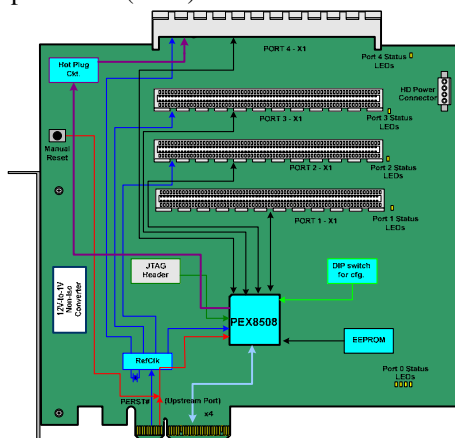 PORT 4 - X1
Hot Plug
Ckt.
Port 4 Status
LEDs
HD Power
Connector
PORT 3 - X1
Port 3 Status
LEDs
Manual
Reset
PORT 2 - X1
Port 2 Status
LEDs
PORT 1 - X1
Port 1 Status
LEDs
JTAG
Header
DIP switch
for cfg.
12V-to-1V
Non-Iso
Converter
PEX8508
EEPROM
RefClk
Port 0 Status
LEDs
PERST#
(Upstream Port)
x4